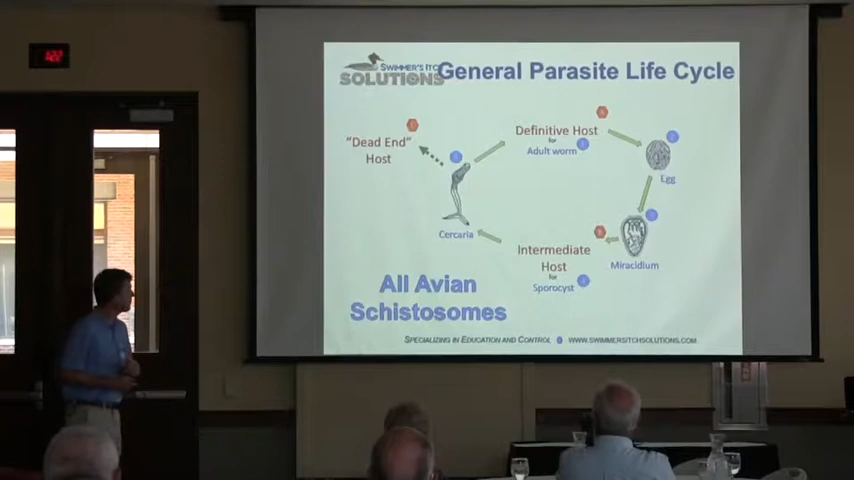 SWIMMER'S ITC
SOLUTIONS
General Parasite Life Cycle
"Dead End"
Host
Definitive Host
for
Adult worm
Egg
Cercaria
Intermediate
Host
for
Sporocyst
Miracidium
All Avian
Schistosomes
SPECIALIZING IN EDUCATION AND CONTROL
WWW.SWIMMERSITCHSOLUTIONS.COM